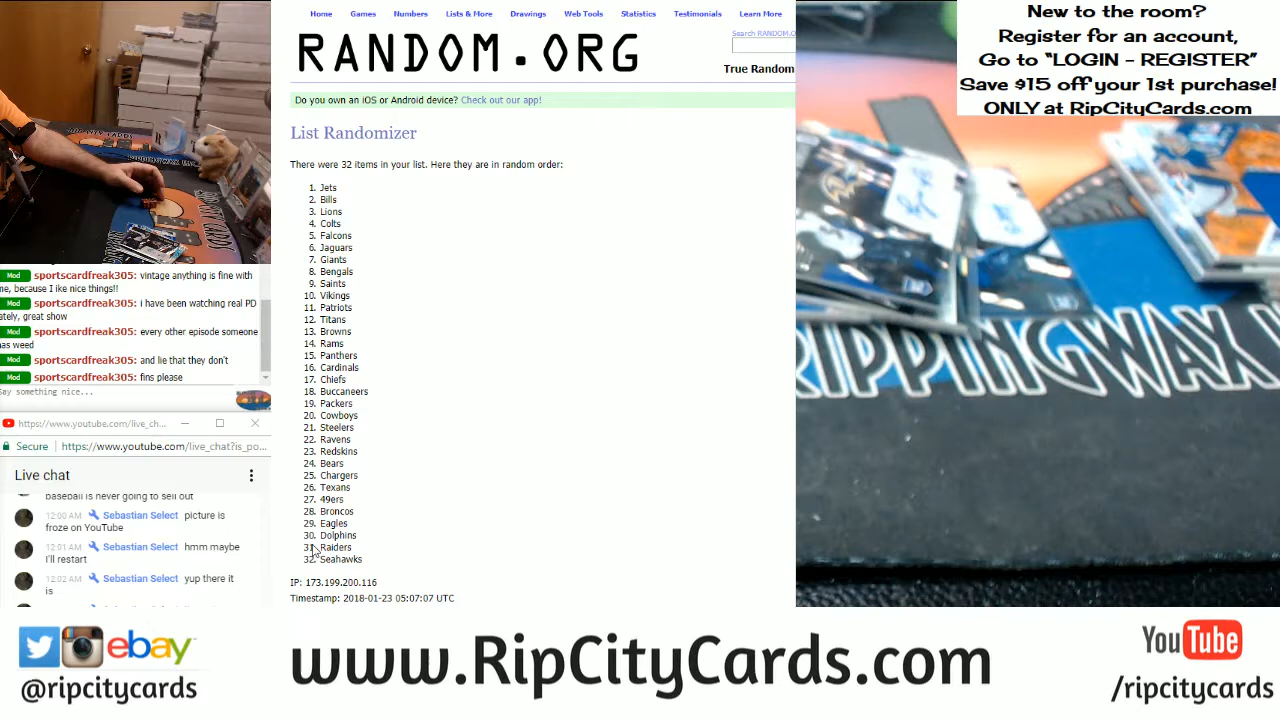 Home Games Numbers Lists & More Drawings Web Tools Statistics Testimonials Learn More
RANDOM.ORG
Search RANDOM.ORG
True Random
Do you own an iOS or Android device? Check out our app!
List Randomizer
There were 32 items in your list. Here they are in random order:
1. Jets
2. Bills
3. Lions
4. Colts
5. Falcons
6. Jaguars
7. Giants
8. Bengals
9. Saints
10. Vikings
11. Patriots
12. Titans
13. Browns
14. Rams
15. Panthers
16. Cardinals
17. Chiefs
18. Buccaneers
19. Packers
20. Cowboys
21. Steelers
22. Ravens
23. Redskins
24. Bears
25. Chargers
26. Texans
27. 49ers
28. Broncos
29. Eagles
30. Dolphins
31. Raiders
32. Seahawks
IP: 173.199.200.116
Timestamp: 2018-01-23 05:07:07 UTC
Mod sportscardfreak305: vintage anything is fine with
me, because I ike nice things!!
Mod sportscardfreak305: i have been watching real PD
ately, great show
Mod sportscardfreak305: every other episode someone
has weed
Mod sportscardfreak305: and lie that they don't
Mod sportscardfreak305: fins please
Say something nice...
https://www.youtube.com/live_ch...
Secure https://www.youtube.com/live_chat?is_po...
Live chat
baseball is never going to sell out
12:00 AM Sebastian Select picture is
froze on YouTube
12:01 AM Sebastian Select hmm maybe
I'll restart
12:02 AM Sebastian Select yup there it
is
New to the room?
Register for an account,
Go to "LOGIN - REGISTER"
Save $15 off your 1st purchase!
ONLY at RipCityCards.com
RIPPINGWAX
ebay
@ripcitycards
www.RipCityCards.com
YouTube
/ripcitycards